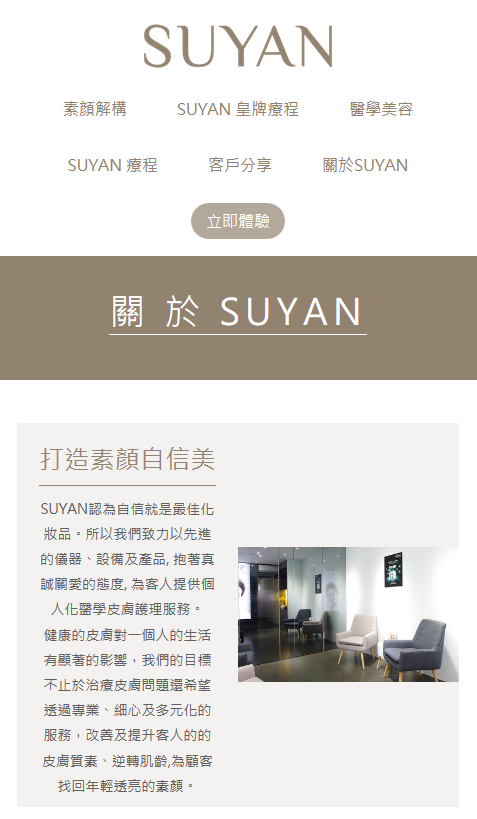 SUYAN
素顏解構 SUYAN 皇牌療程 醫學美容
SUYAN 療程 客戶分享 關於SUYAN
立即體驗
關 於 SUYAN
打造素顏自信美
SUYAN認為自信就是最佳化
妝品。所以我們致力以先進
的儀器、設備及產品, 抱著真
誠關愛的態度, 為客人提供個
人化醫學皮膚護理服務。
健康的皮膚對一個人的生活
有顯著的影響，我們的目標
不止於治療皮膚問題還希望
透過專業、細心及多元化的
服務，改善及提升客人的的
皮膚質素、逆轉肌齡,為顧客
找回年輕透亮的素顏。